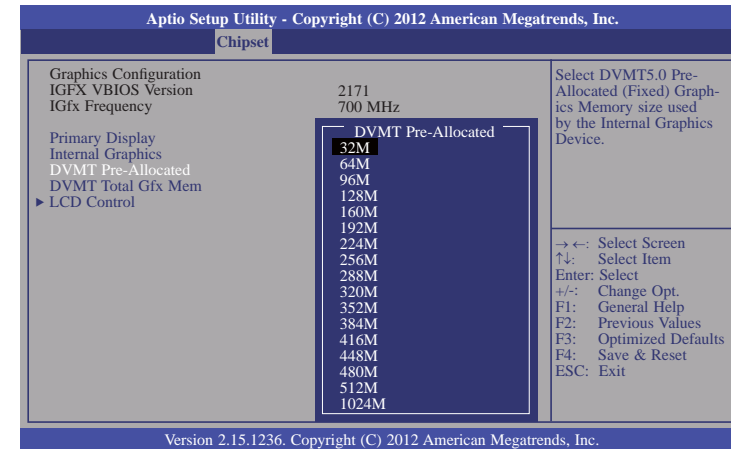 Aptio Setup Utility - Copyright (C) 2012 American Megatrends, Inc.
Chipset
Graphics Configuration
IGFX VBIOS Version 2171
IGfx Frequency 700 MHz
Primary Display
Internal Graphics
DVMT Pre-Allocated
DVMT Total Gfx Mem
► LCD Control
DVMT Pre-Allocated
32M
64M
96M
128M
160M
192M
224M
256M
288M
320M
352M
384M
416M
448M
480M
512M
1024M
Select DVMT5.0 Pre-
Allocated (Fixed) Graph-
ics Memory size used
by the Internal Graphics
Device.
→←: Select Screen
↑↓: Select Item
Enter: Select
+/-: Change Opt.
F1: General Help
F2: Previous Values
F3: Optimized Defaults
F4: Save & Reset
ESC: Exit
Version 2.15.1236. Copyright (C) 2012 American Megatrends, Inc.